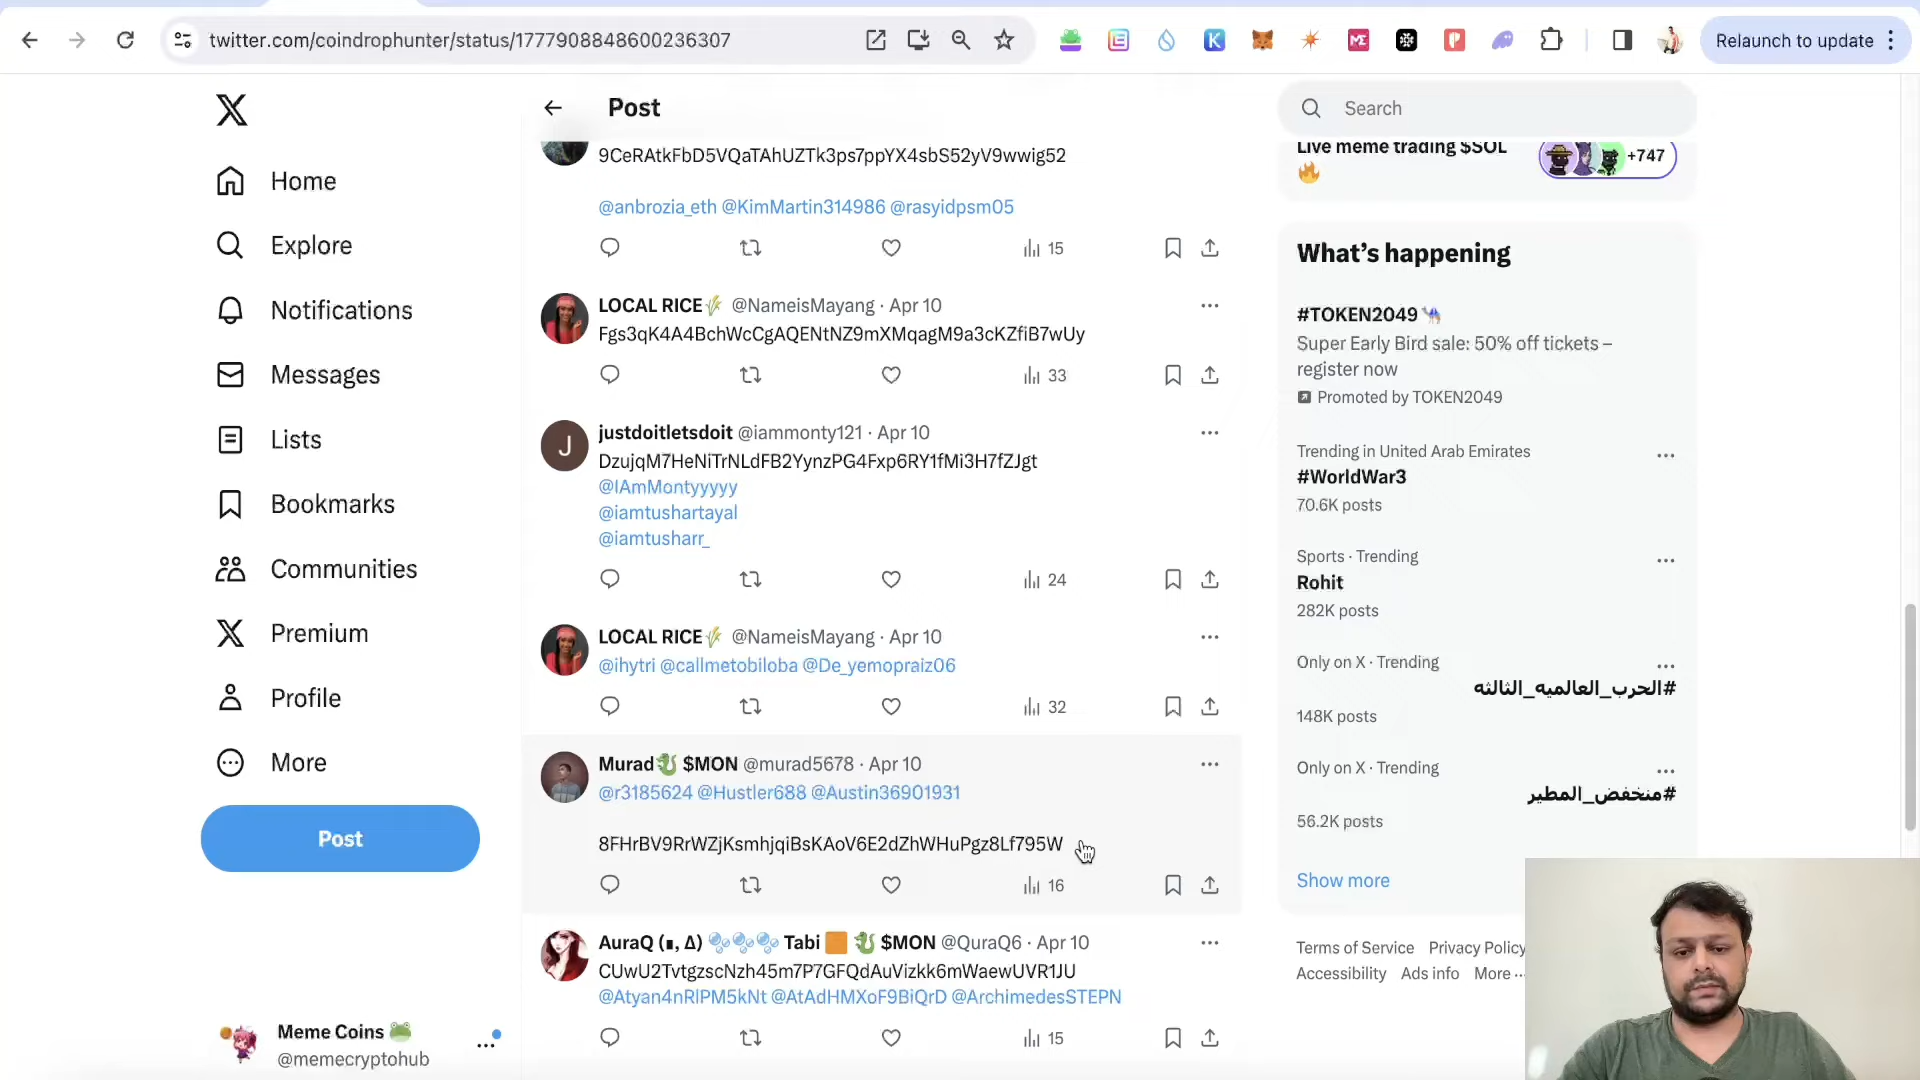 twitter.com/coindrophunter/status/1777908848600236307
Relaunch to update
Home
Explore
Notifications
Messages
Lists
Bookmarks
Communities
Premium
Profile
More
Post
Meme Coins
@memecryptohub
Post
9CeRAtkFbD5VQaTAhUZTk3ps7ppYX4sbS52yV9wwig52
@anbrozia_eth @KimMartin314986 @rasyidpsm05
15
LOCAL RICE @NameisMayang · Apr 10
Fgs3qK4A4BchWcCgAQENtNZ9mXMqagM9a3cKZfiB7wUy
33
J
justdoitletsdoit @iammonty121 · Apr 10
DzujqM7HeNiTrNLdFB2YynzPG4Fxp6RY1fMi3H7fZJgt
@IAmMontyyyyy
@iamtushartayal
@iamtusharr_
24
LOCAL RICE @NameisMayang · Apr 10
@ihytri @callmetobiloba @De_yemopraiz06
32
Murad $MON @murad5678 · Apr 10
@r3185624 @Hustler688 @Austin36901931
8FHrBV9RrWZjKsmhjqiBsKAoV6E2dZhWHuPgz8Lf795W
16
AuraQ (∎, Δ) Tabi $MON @QuraQ6 · Apr 10
CUwU2TvtgzscNzh45m7P7GFQdAuVizkk6mWaewUVR1JU
@Atyan4nRlPM5kNt @AtAdHMXoF9BiQrD @ArchimedesSTEPN
15
Search
Live meme trading $SOL
+747
What's happening
#TOKEN2049
Super Early Bird sale: 50% off tickets –
register now
Promoted by TOKEN2049
Trending in United Arab Emirates
#WorldWar3
70.6K posts
Sports · Trending
Rohit
282K posts
Only on X · Trending
#الحرب_العالميه_الثالثه
148K posts
Only on X · Trending
#منخفض_المطير
56.2K posts
Show more
Terms of Service Privacy Policy
Accessibility Ads info More ···